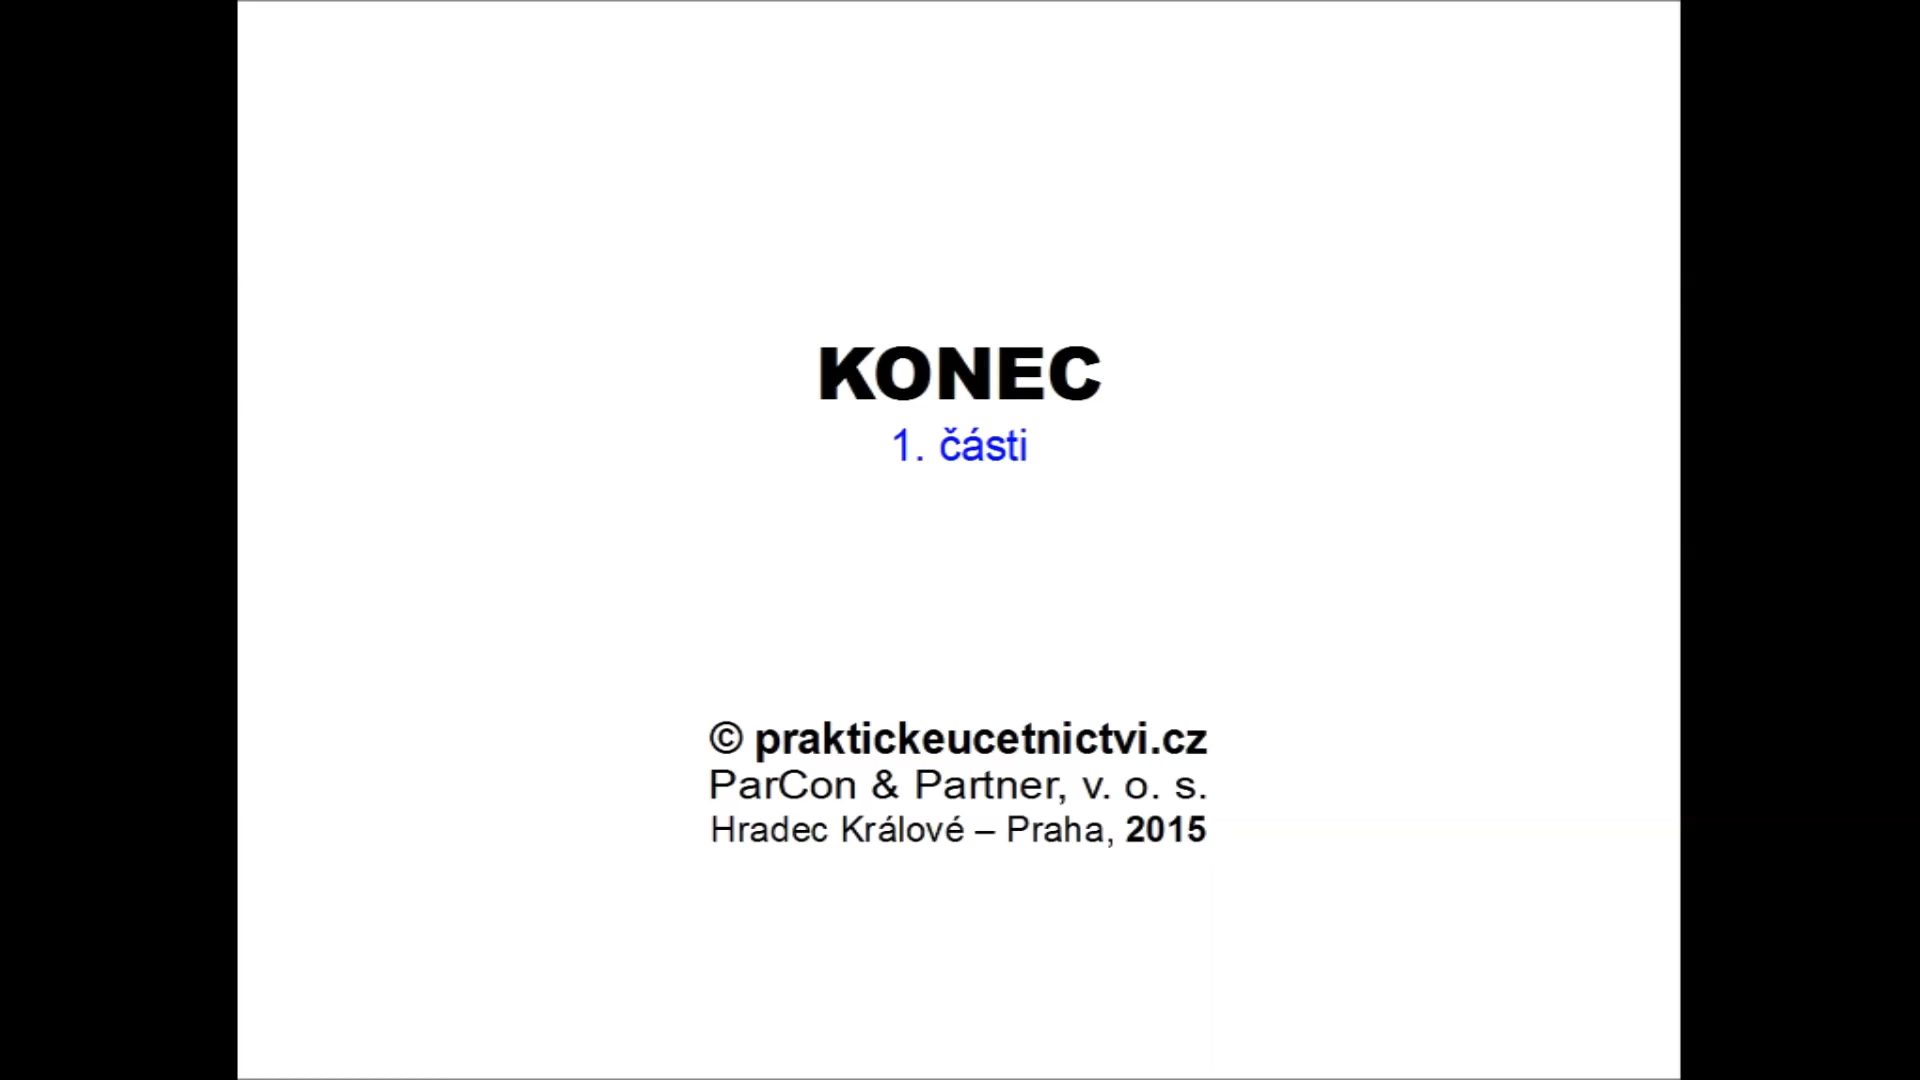 KONEC
1. části
© praktickeucetnictvi.cz
ParCon & Partner, v. o. s.
Hradec Králové – Praha, 2015